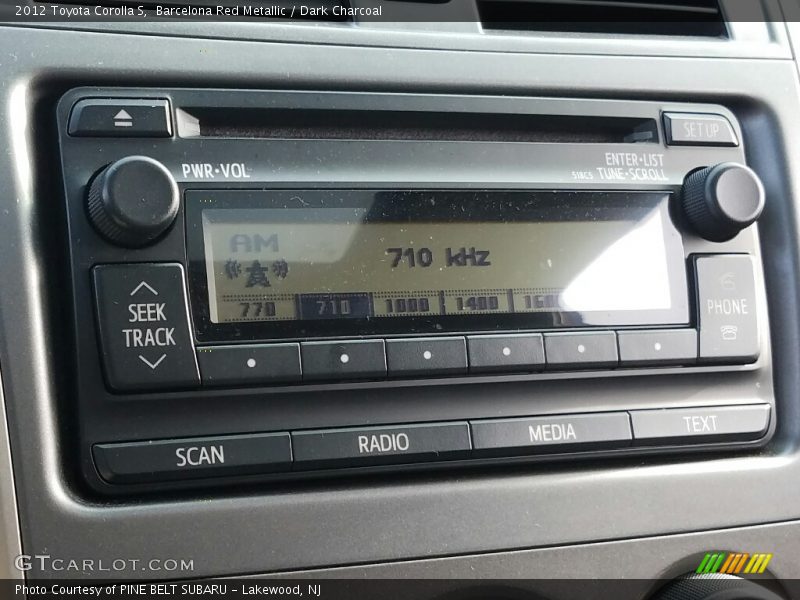 2012 Toyota Corolla S,  Barcelona Red Metallic / Dark Charcoal
SET UP
PWR•VOL
ENTER•LIST
518C5 TUNE•SCROLL
AM
710 kHz
SEEK
TRACK
770 710 1000 1400
PHONE
SCAN RADIO MEDIA TEXT
GTCARLOT.COM
Photo Courtesy of PINE BELT SUBARU - Lakewood, NJ